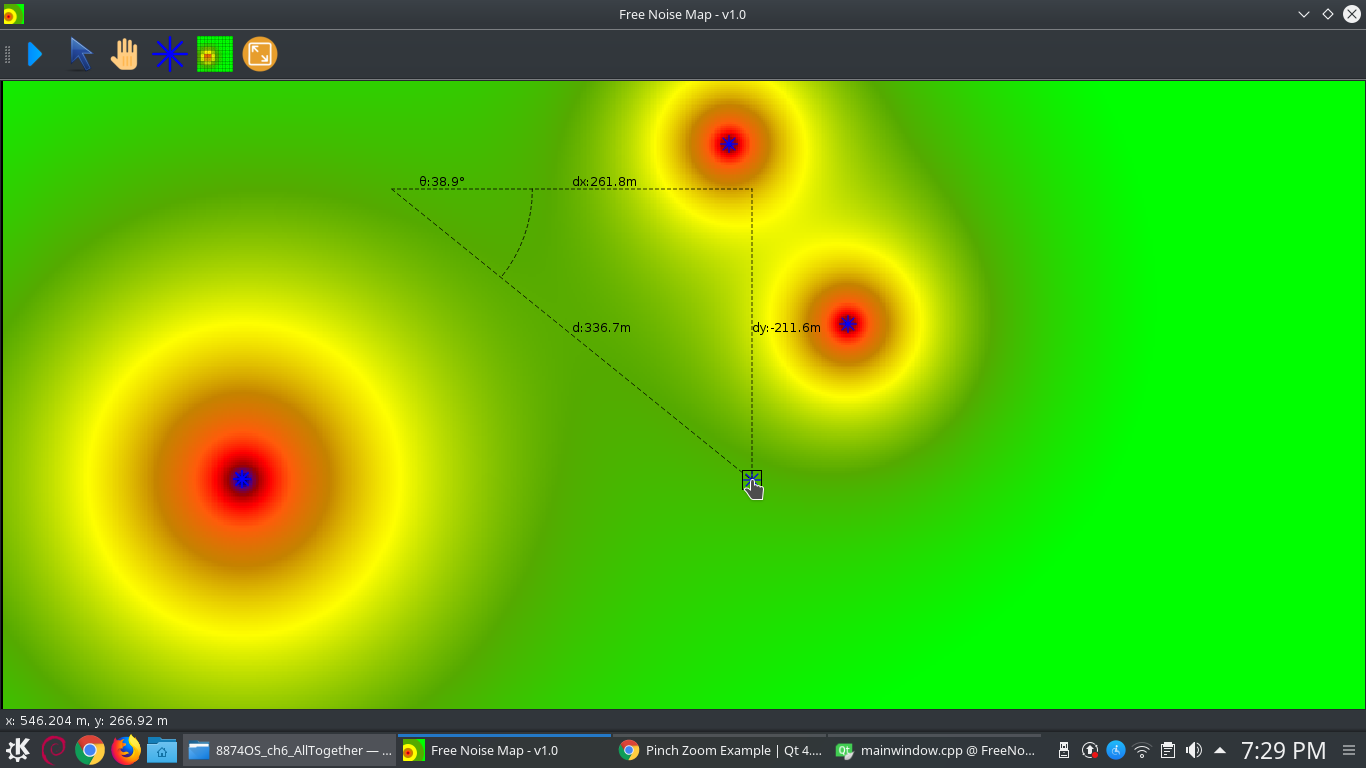 Free Noise Map - v1.0
θ:38.9°
dx:261.8m
d:336.7m
dy:-211.6m
x: 546.204 m, y: 266.92 m
8874OS_ch6_AllTogether — ...
Free Noise Map - v1.0
Pinch Zoom Example | Qt 4....
mainwindow.cpp @ FreeNo...
7:29 PM